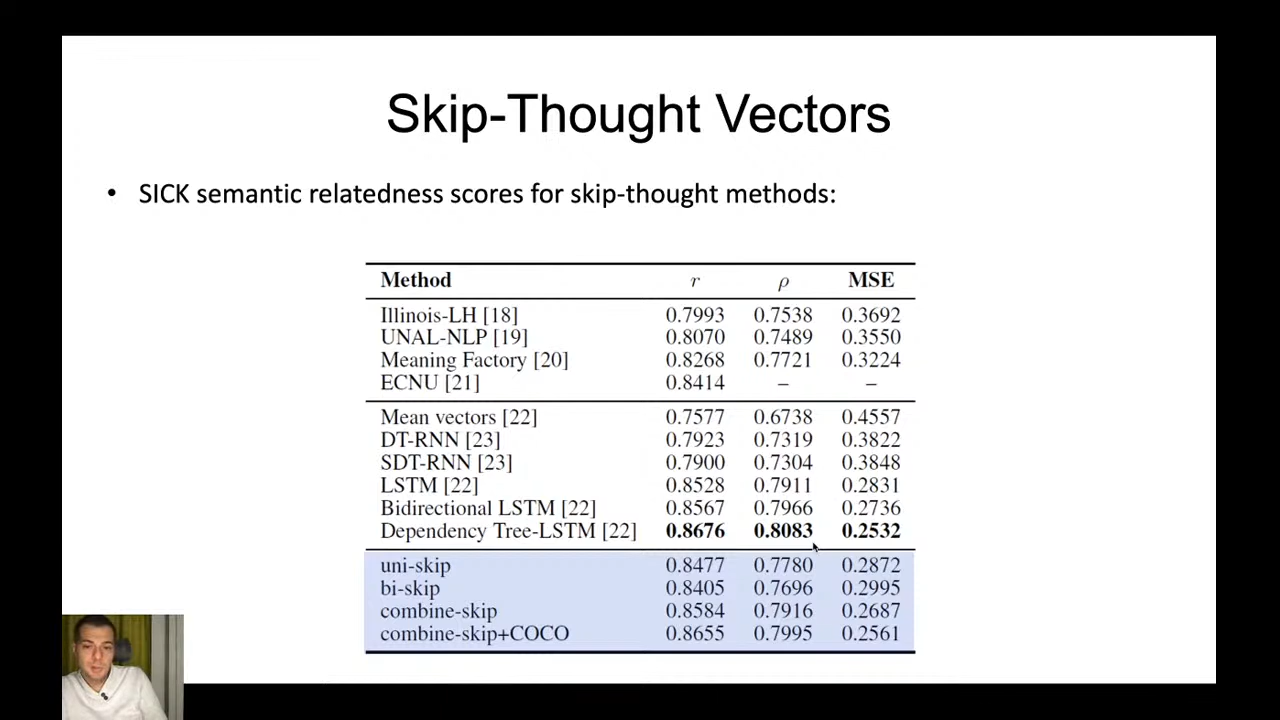 Skip-Thought Vectors
• SICK semantic relatedness scores for skip-thought methods:
Method r ρ MSE
Illinois-LH [18] 0.7993 0.7538 0.3692
UNAL-NLP [19] 0.8070 0.7489 0.3550
Meaning Factory [20] 0.8268 0.7721 0.3224
ECNU [21] 0.8414 – –
Mean vectors [22] 0.7577 0.6738 0.4557
DT-RNN [23] 0.7923 0.7319 0.3822
SDT-RNN [23] 0.7900 0.7304 0.3848
LSTM [22] 0.8528 0.7911 0.2831
Bidirectional LSTM [22] 0.8567 0.7966 0.2736
Dependency Tree-LSTM [22] 0.8676 0.8083 0.2532
uni-skip 0.8477 0.7780 0.2872
bi-skip 0.8405 0.7696 0.2995
combine-skip 0.8584 0.7916 0.2687
combine-skip+COCO 0.8655 0.7995 0.2561